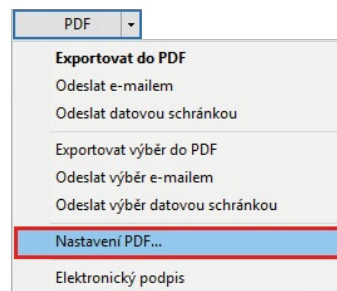 PDF
Exportovat do PDF
Odeslat e-mailem
Odeslat datovou schránkou
Exportovat výběr do PDF
Odeslat výběr e-mailem
Odeslat výběr datovou schránkou
Nastavení PDF...
Elektronický podpis